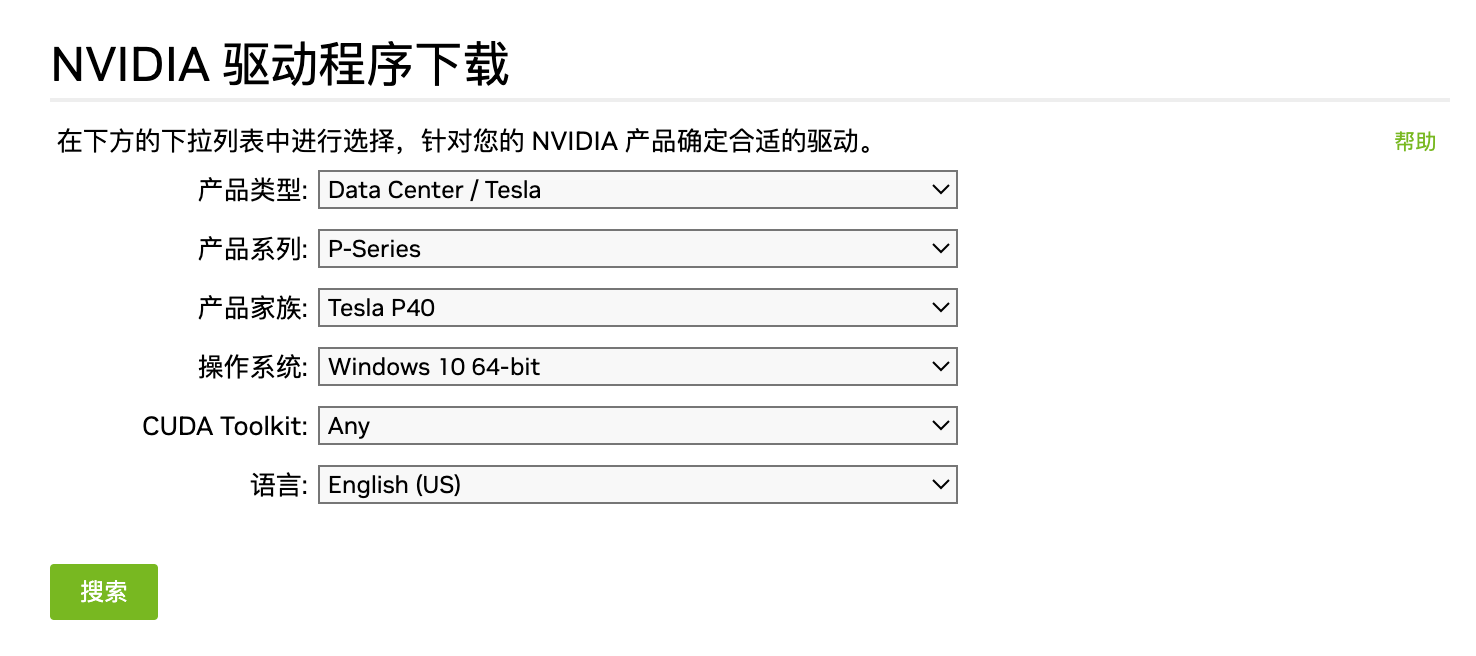 NVIDIA 驱动程序下载
在下方的下拉列表中进行选择，针对您的 NVIDIA 产品确定合适的驱动。 帮助
产品类型: Data Center / Tesla
产品系列: P-Series
产品家族: Tesla P40
操作系统: Windows 10 64-bit
CUDA Toolkit: Any
语言: English (US)
搜索